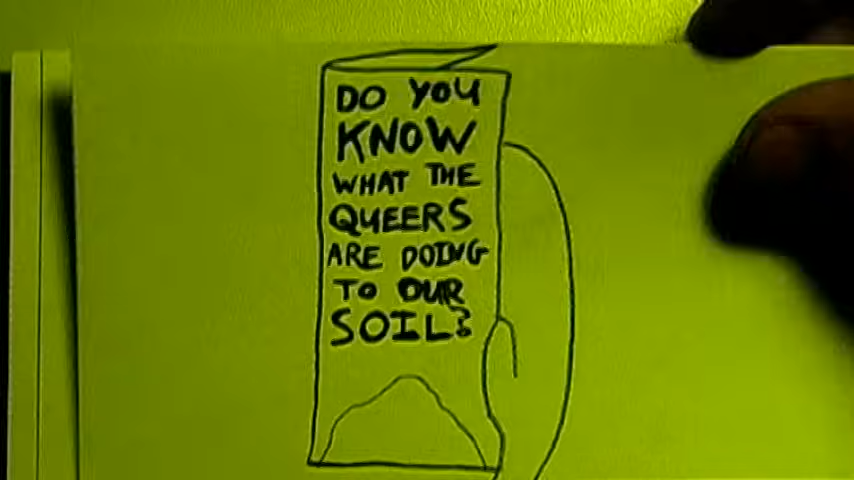 DO YOU
KNOW
WHAT THE
QUEERS
ARE DOING
TO OUR
SOIL?